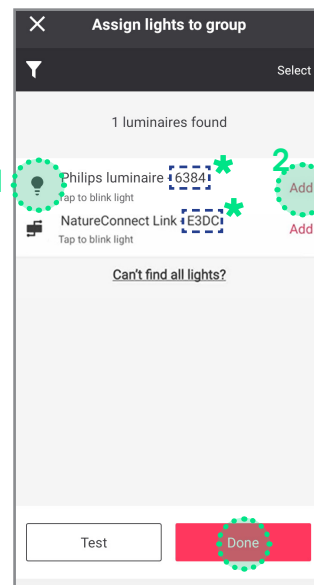 Assign lights to group
Select
1 luminaires found
1
Philips luminaire - 6384 *
2
Add
Tap to blink light
NatureConnect Link - E3DC *
Add
Tap to blink light
Can't find all lights?
Test
Done